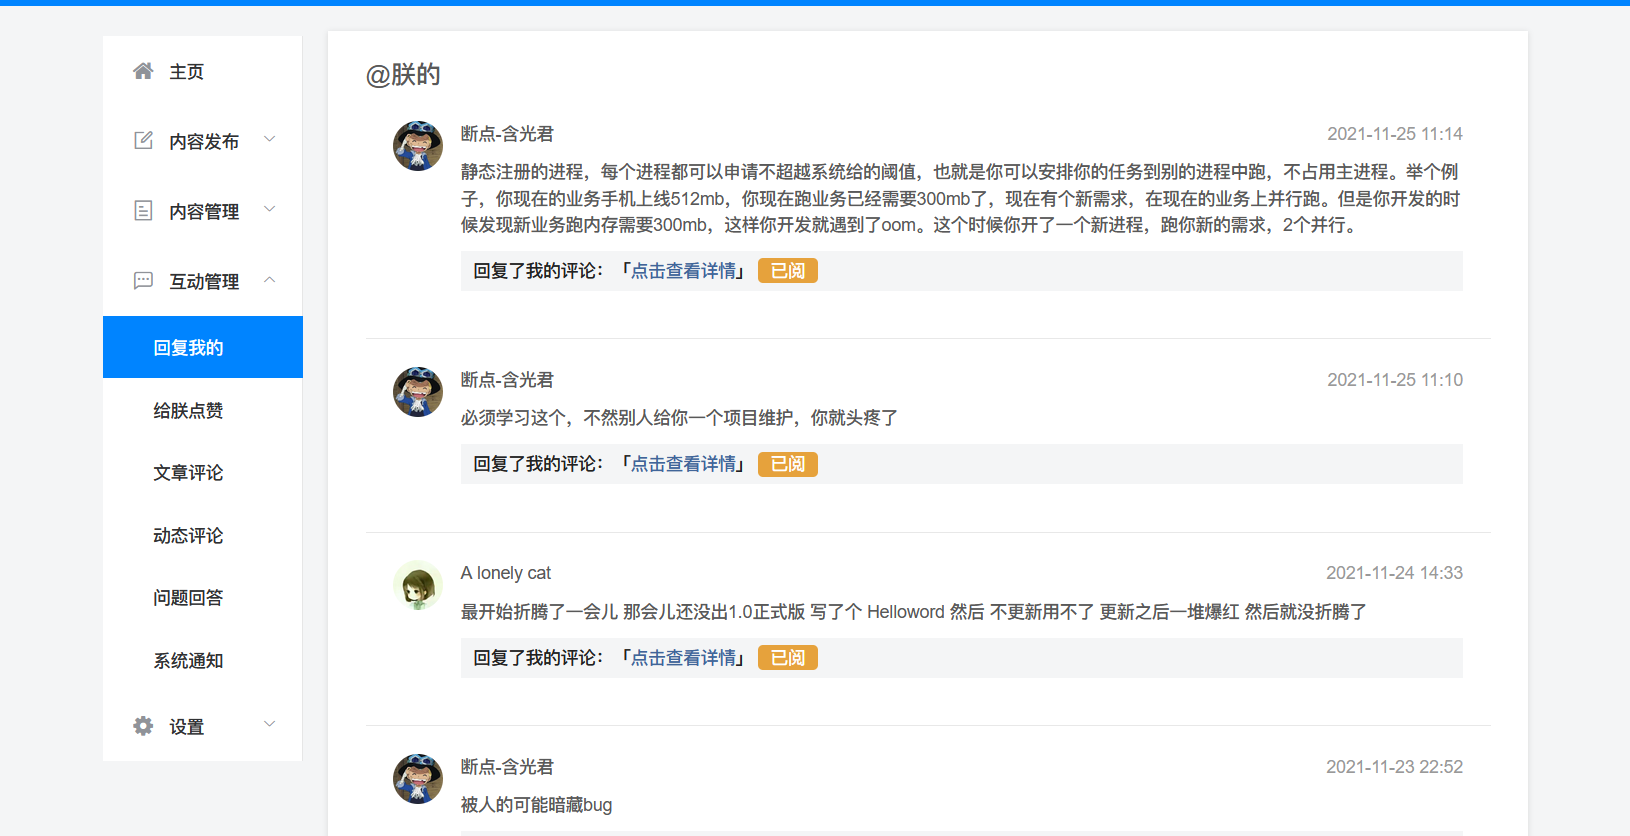 主页
内容发布
内容管理
互动管理
回复我的
给朕点赞
文章评论
动态评论
问题回答
系统通知
设置
@朕的
断点-含光君 2021-11-25 11:14
静态注册的进程，每个进程都可以申请不超越系统给的阈值，也就是你可以安排你的任务到别的进程中跑，不占用主进程。举个例
子，你现在的业务手机上线512mb，你现在跑业务已经需要300mb了，现在有个新需求，在现在的业务上并行跑。但是你开发的时
候发现新业务跑内存需要300mb，这样你开发就遇到了oom。这个时候你开了一个新进程，跑你新的需求，2个并行。
回复了我的评论：「点击查看详情」 已阅
断点-含光君 2021-11-25 11:10
必须学习这个，不然别人给你一个项目维护，你就头疼了
回复了我的评论：「点击查看详情」 已阅
A lonely cat 2021-11-24 14:33
最开始折腾了一会儿 那会儿还没出1.0正式版 写了个 Helloword 然后 不更新用不了 更新之后一堆爆红 然后就没折腾了
回复了我的评论：「点击查看详情」 已阅
断点-含光君 2021-11-23 22:52
被人的可能暗藏bug